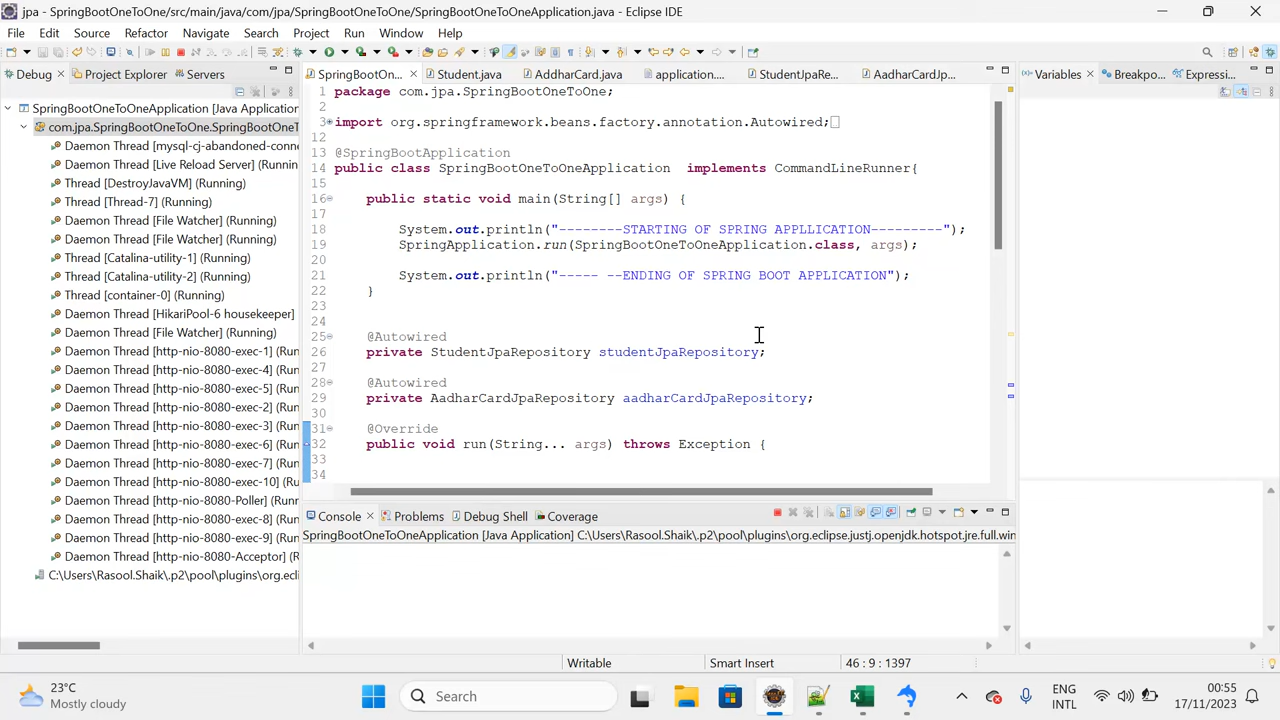 jpa - SpringBootOneToOne/src/main/java/com/jpa/SpringBootOneToOne/SpringBootOneToOneApplication.java - Eclipse IDE
File Edit Source Refactor Navigate Search Project Run Window Help
Debug Project Explorer Servers
SpringBootOn... Student.java AddharCard.java application.... StudentJpaRe... AadharCardJp...
Variables Breakpo... Expressi...
SpringBootOneToOneApplication [Java Application]
com.jpa.SpringBootOneToOne.SpringBootOneT
Daemon Thread [mysql-cj-abandoned-conne
Daemon Thread [Live Reload Server] (Running)
Thread [DestroyJavaVM] (Running)
Thread [Thread-7] (Running)
Daemon Thread [File Watcher] (Running)
Daemon Thread [File Watcher] (Running)
Thread [Catalina-utility-1] (Running)
Thread [Catalina-utility-2] (Running)
Thread [container-0] (Running)
Daemon Thread [HikariPool-6 housekeeper]
Daemon Thread [File Watcher] (Running)
Daemon Thread [http-nio-8080-exec-1] (Run
Daemon Thread [http-nio-8080-exec-4] (Run
Daemon Thread [http-nio-8080-exec-5] (Run
Daemon Thread [http-nio-8080-exec-2] (Run
Daemon Thread [http-nio-8080-exec-3] (Run
Daemon Thread [http-nio-8080-exec-6] (Run
Daemon Thread [http-nio-8080-exec-7] (Run
Daemon Thread [http-nio-8080-exec-10] (Ru
Daemon Thread [http-nio-8080-Poller] (Runn
Daemon Thread [http-nio-8080-exec-8] (Run
Daemon Thread [http-nio-8080-exec-9] (Run
Daemon Thread [http-nio-8080-Acceptor] (R
C:\Users\Rasool.Shaik\.p2\pool\plugins\org.ecli
1 package com.jpa.SpringBootOneToOne;
2
3 import org.springframework.beans.factory.annotation.Autowired;
12
13 @SpringBootApplication
14 public class SpringBootOneToOneApplication implements CommandLineRunner{
15
16 public static void main(String[] args) {
17
18 System.out.println("--------STARTING OF SPRING APPLLICATION---------");
19 SpringApplication.run(SpringBootOneToOneApplication.class, args);
20
21 System.out.println("----- --ENDING OF SPRING BOOT APPLICATION");
22 }
23
24
25 @Autowired
26 private StudentJpaRepository studentJpaRepository;
27
28 @Autowired
29 private AadharCardJpaRepository aadharCardJpaRepository;
30
31 @Override
32 public void run(String... args) throws Exception {
33
34
Console Problems Debug Shell Coverage
SpringBootOneToOneApplication [Java Application] C:\Users\Rasool.Shaik\.p2\pool\plugins\org.eclipse.justj.openjdk.hotspot.jre.full.win
Writable Smart Insert 46 : 9 : 1397
23°C
Mostly cloudy
Search
ENG
INTL
00:55
17/11/2023